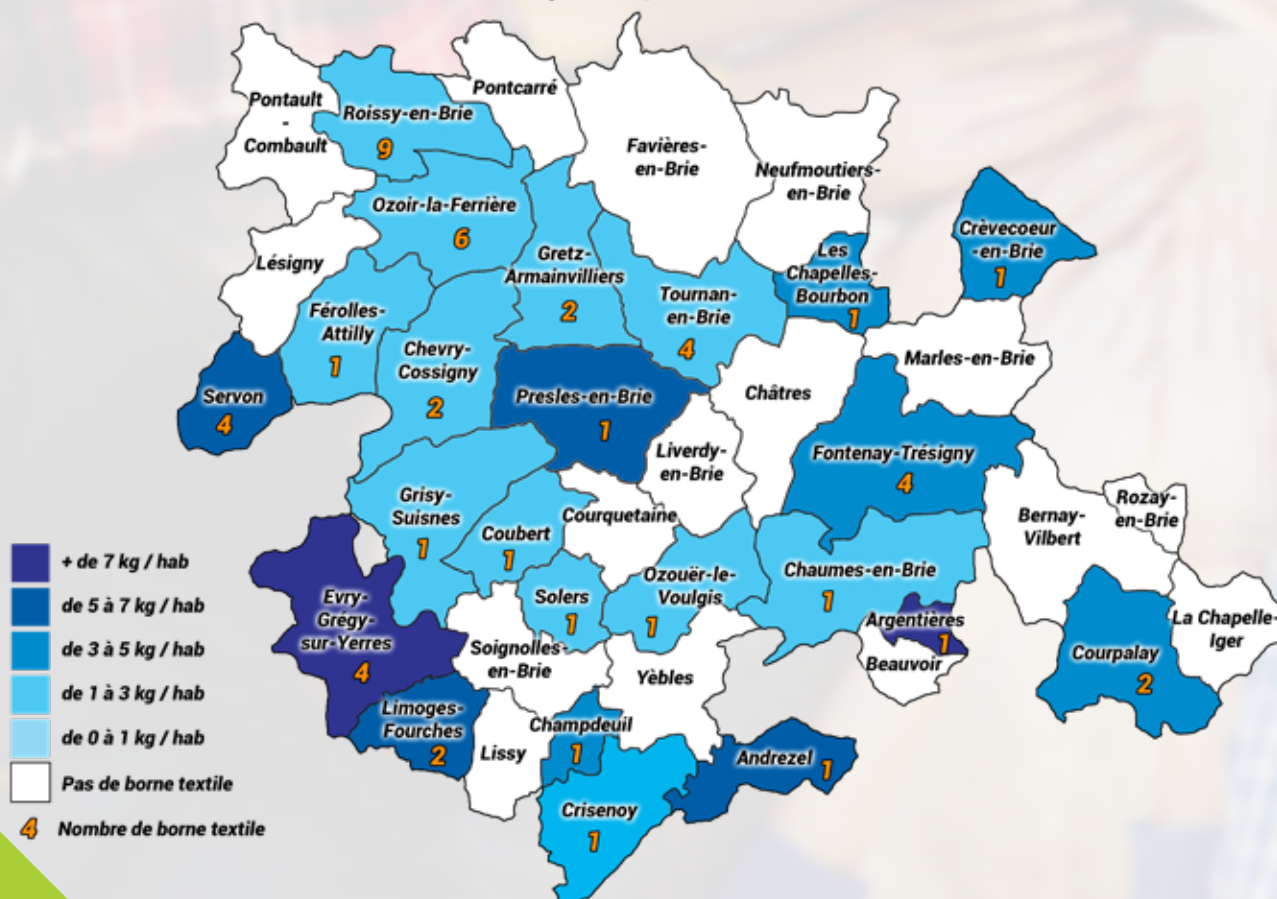 Pontault
-
Combault
Roissy-en-Brie
9
Pontcarré
Favières-
en-Brie
Neufmoutiers-
en-Brie
Crèvecoeur
-en-Brie
1
Ozoir-la-Ferrière
6
Lésigny
Gretz-
Armainvilliers
2
Les
Chapelles-
Bourbon
1
Férolles-
Attilly
1
Tournan-
en-Brie
4
Chevry-
Cossigny
2
Marles-en-Brie
Servon
4
Presles-en-Brie
1
Châtres
Liverdy-
en-Brie
Fontenay-Trésigny
4
Grisy-
Suisnes
1
Coubert
1
Courquetaine
Bernay-
Vilbert
Rozay-
en-Brie
Evry-
Grégy-
sur-Yerres
4
Solers
1
Ozouër-le-
Voulgis
1
Chaumes-en-Brie
1
Argentières
1
Beauvoir
La Chapelle-
Iger
Courpalay
2
Soignolles-
en-Brie
Yèbles
Limoges-
Fourches
2
Lissy
Champdeuil
1
Andrezel
1
Crisenoy
1
+ de 7 kg / hab
de 5 à 7 kg / hab
de 3 à 5 kg / hab
de 1 à 3 kg / hab
de 0 à 1 kg / hab
Pas de borne textile
4 Nombre de borne textile